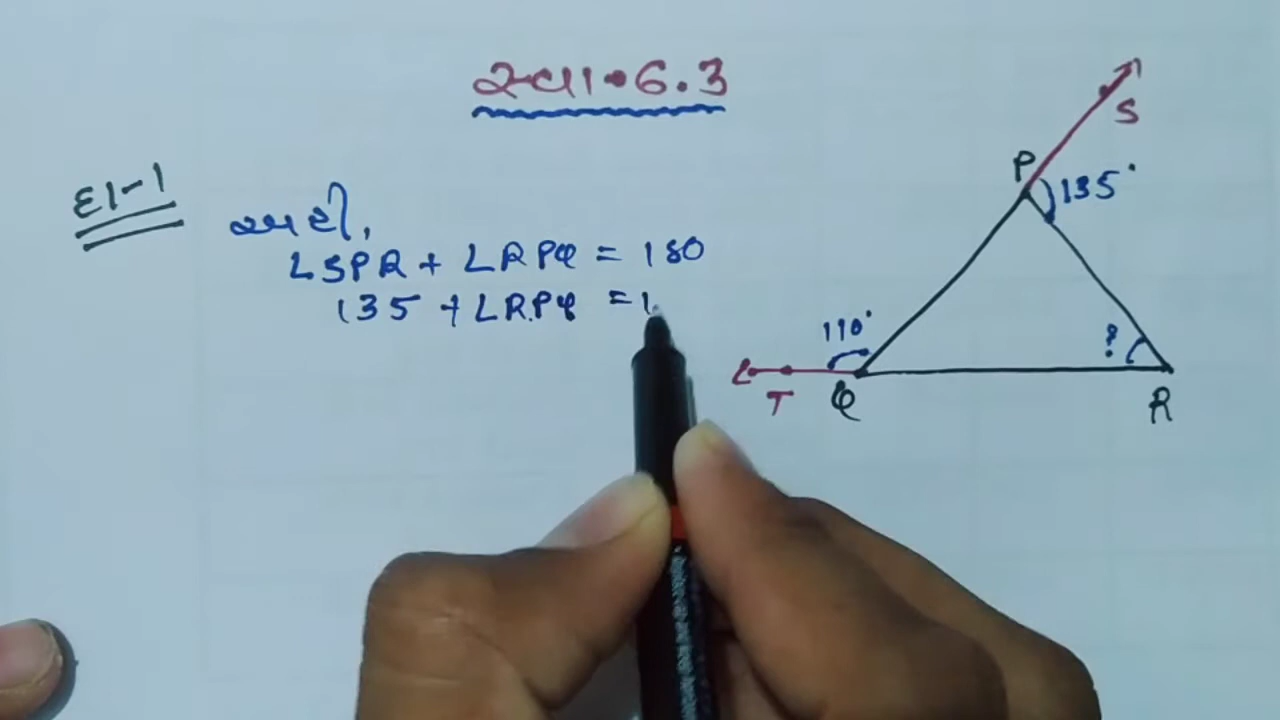 સ્વા. 6.3
દા-1
અહીં,
∠SPR + ∠RPQ = 180
135 + ∠RPQ = 1
S
P
135°
110°
?
T
Q
R